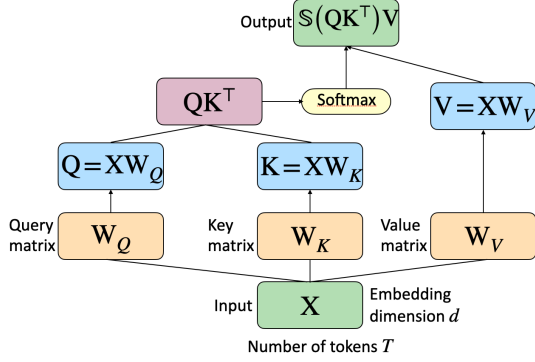 Output 𝕊(QK⊤)V
QK⊤
Softmax
V=XW_V
Q=XW_Q
K=XW_K
Query
matrix
W_Q
Key
matrix
W_K
Value
matrix
W_V
Input
X
Embedding
dimension d
Number of tokens T